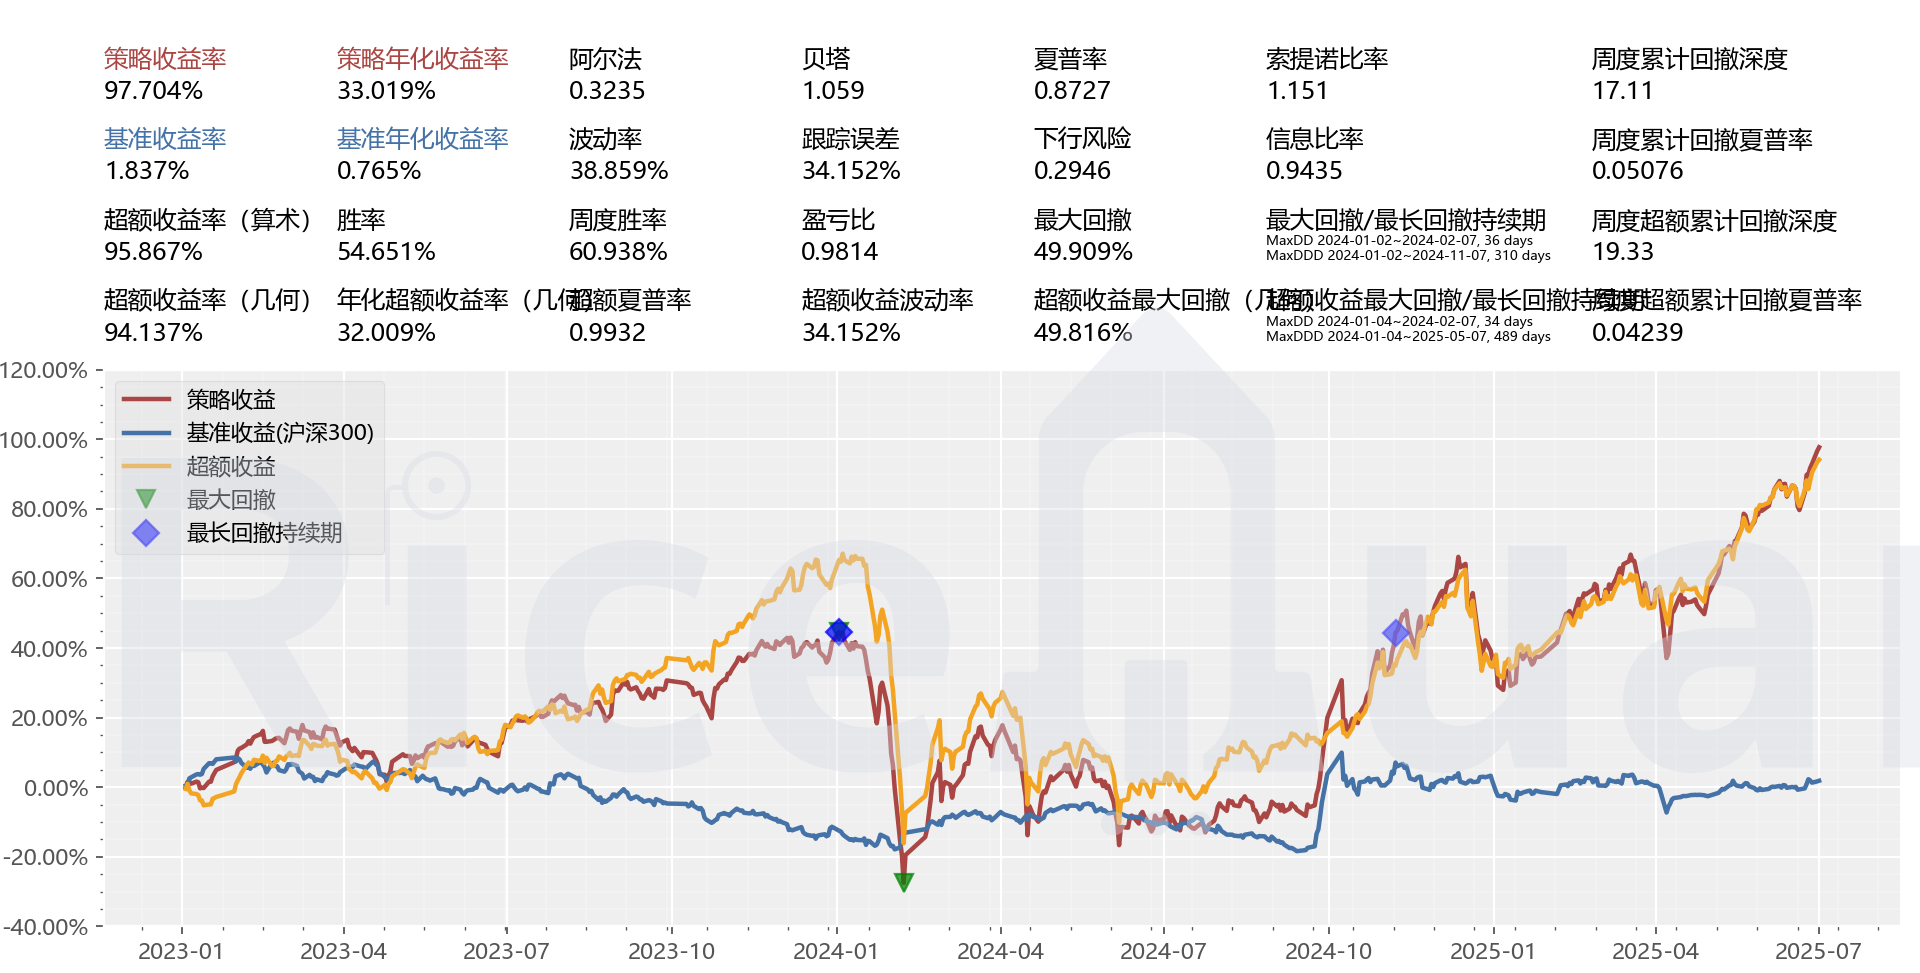 策略收益率 策略年化收益率 阿尔法 贝塔 夏普率 索提诺比率 周度累计回撤深度
97.704% 33.019% 0.3235 1.059 0.8727 1.151 17.11
基准收益率 基准年化收益率 波动率 跟踪误差 下行风险 信息比率 周度累计回撤夏普率
1.837% 0.765% 38.859% 34.152% 0.2946 0.9435 0.05076
超额收益率（算术） 胜率 周度胜率 盈亏比 最大回撤 最大回撤/最长回撤持续期 周度超额累计回撤深度
95.867% 54.651% 60.938% 0.9814 49.909% MaxDD 2024-01-02~2024-02-07, 36 days 19.33
MaxDDD 2024-01-02~2024-11-07, 310 days
超额收益率（几何） 年化超额收益率（几何） 超额夏普率 超额收益波动率 超额收益最大回撤（几何） 超额收益最大回撤/最长回撤持续期 周度超额累计回撤夏普率
94.137% 32.009% 0.9932 34.152% 49.816% MaxDD 2024-01-04~2024-02-07, 34 days 0.04239
MaxDDD 2024-01-04~2025-05-07, 489 days
120.00%
100.00%
80.00%
60.00%
40.00%
20.00%
0.00%
-20.00%
-40.00%
策略收益
基准收益(沪深300)
超额收益
最大回撤
最长回撤持续期
2023-01 2023-04 2023-07 2023-10 2024-01 2024-04 2024-07 2024-10 2025-01 2025-04 2025-07